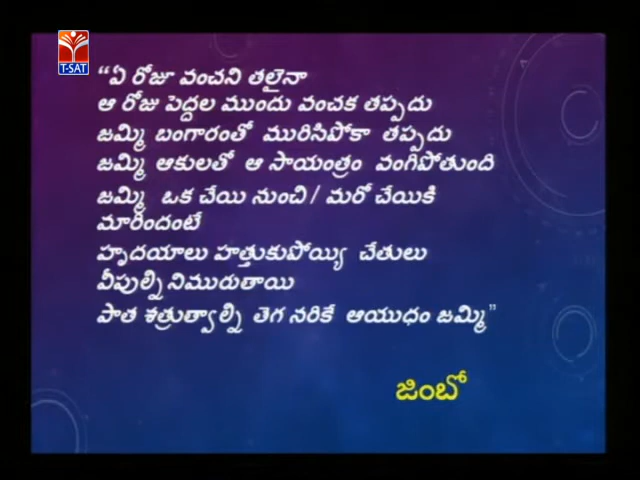 T-SAT
“ఏ రోజూ వంచని తలైనా
ఆ రోజు పెద్దల ముందు వంచక తప్పదు
జమ్మి బంగారంతో మురిసిపోకా తప్పదు
జమ్మి ఆకులతో ఆ సాయంత్రం వంగిపోతుంది
జమ్మి ఒక చేయి నుంచి / మరో చేయికి
మారిందంటే
హృదయాలు హత్తుకుపోయ్యి చేతులు
వీపుల్ని నిమురుతాయి
పాత శత్రుత్వాల్ని తెగ నరికే ఆయుధం జమ్మి”
జింబో